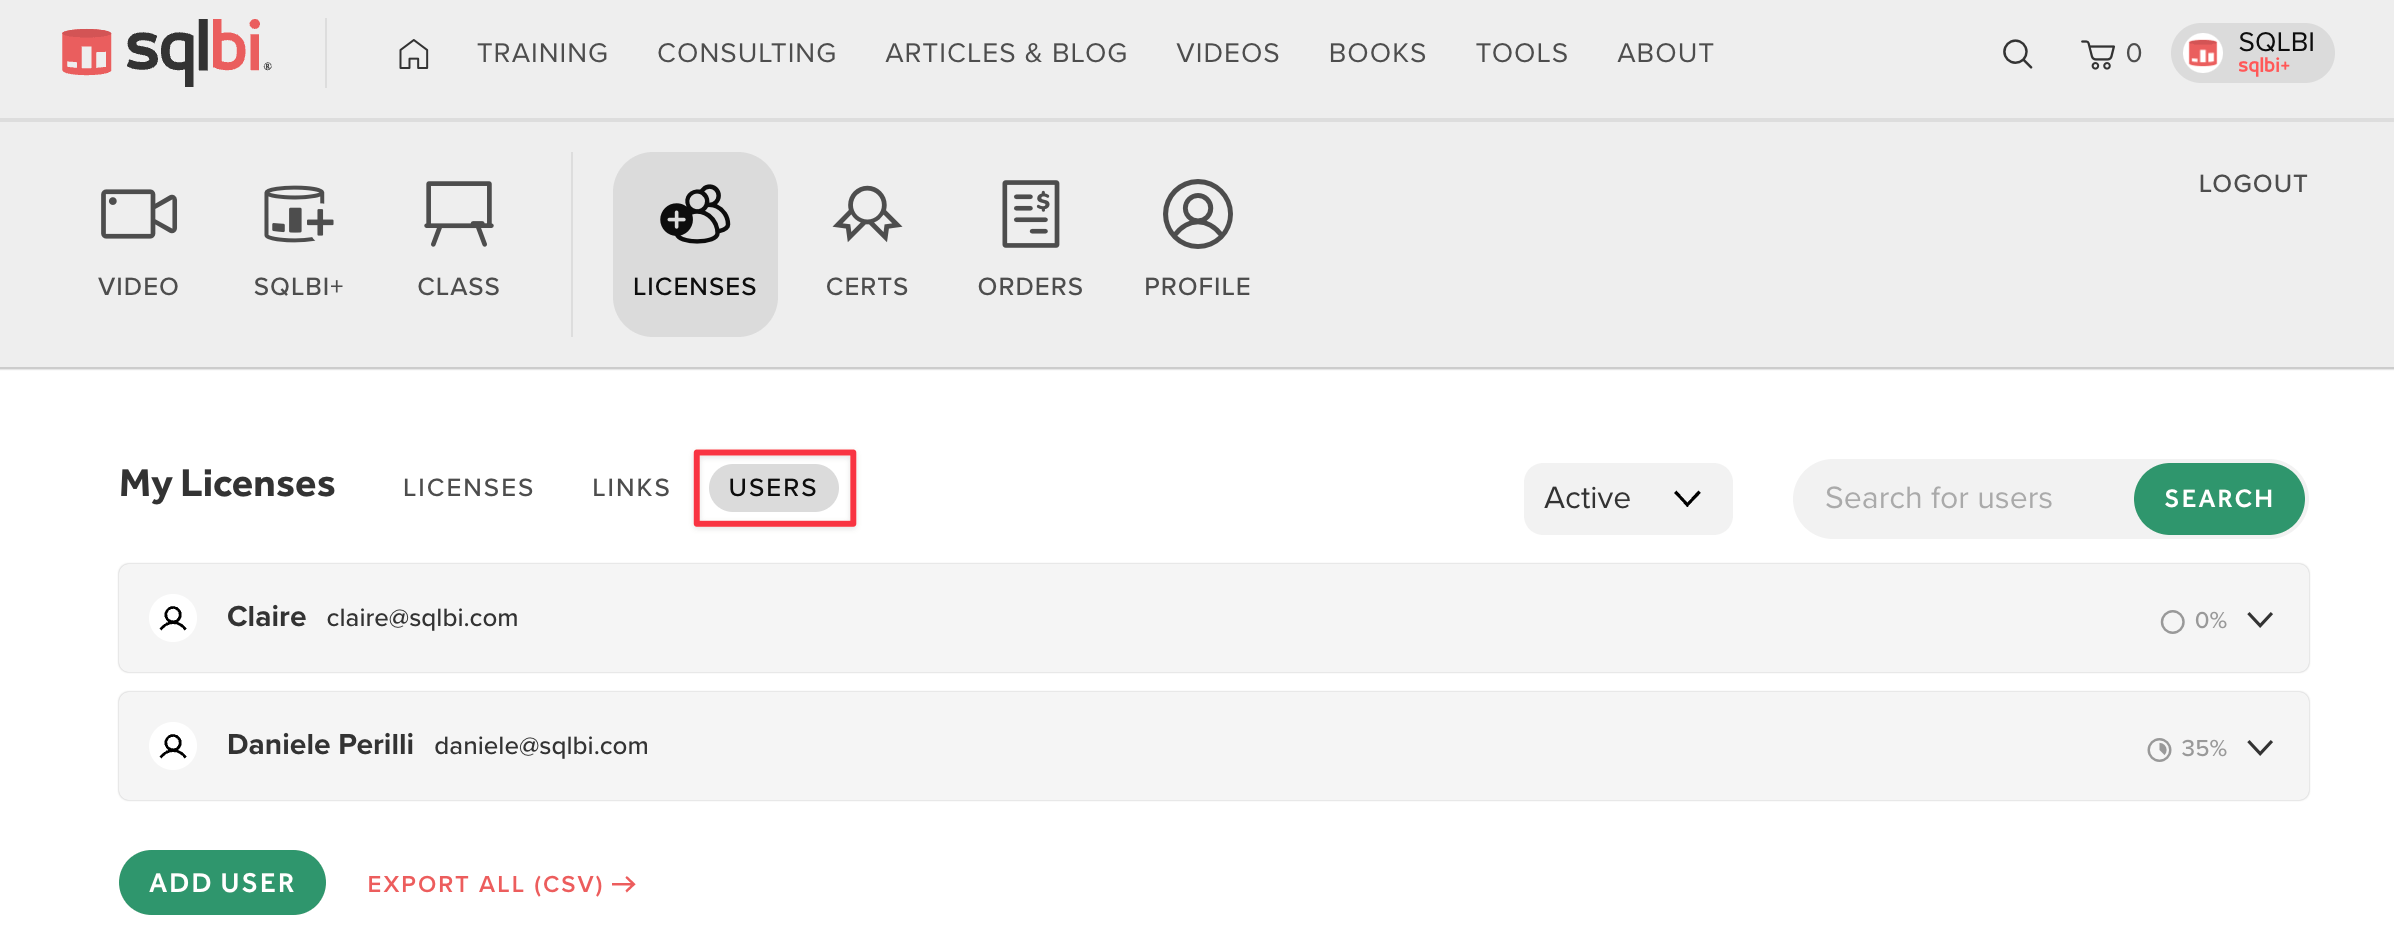 sqlbi®
TRAINING CONSULTING ARTICLES & BLOG VIDEOS BOOKS TOOLS ABOUT
0
SQLBI
sqlbi+
LOGOUT
VIDEO SQLBI+ CLASS LICENSES CERTS ORDERS PROFILE
My Licenses LICENSES LINKS USERS Active Search for users SEARCH
Claire claire@sqlbi.com 0%
Daniele Perilli daniele@sqlbi.com 35%
ADD USER EXPORT ALL (CSV) →